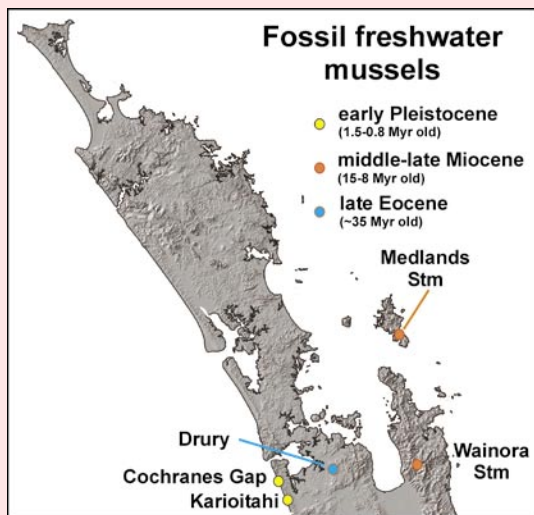 Fossil freshwater
mussels
early Pleistocene
(1.5-0.8 Myr old)
middle-late Miocene
(15-8 Myr old)
late Eocene
(~35 Myr old)
Medlands
Stm
Drury
Wainora
Stm
Cochranes Gap
Karioitahi